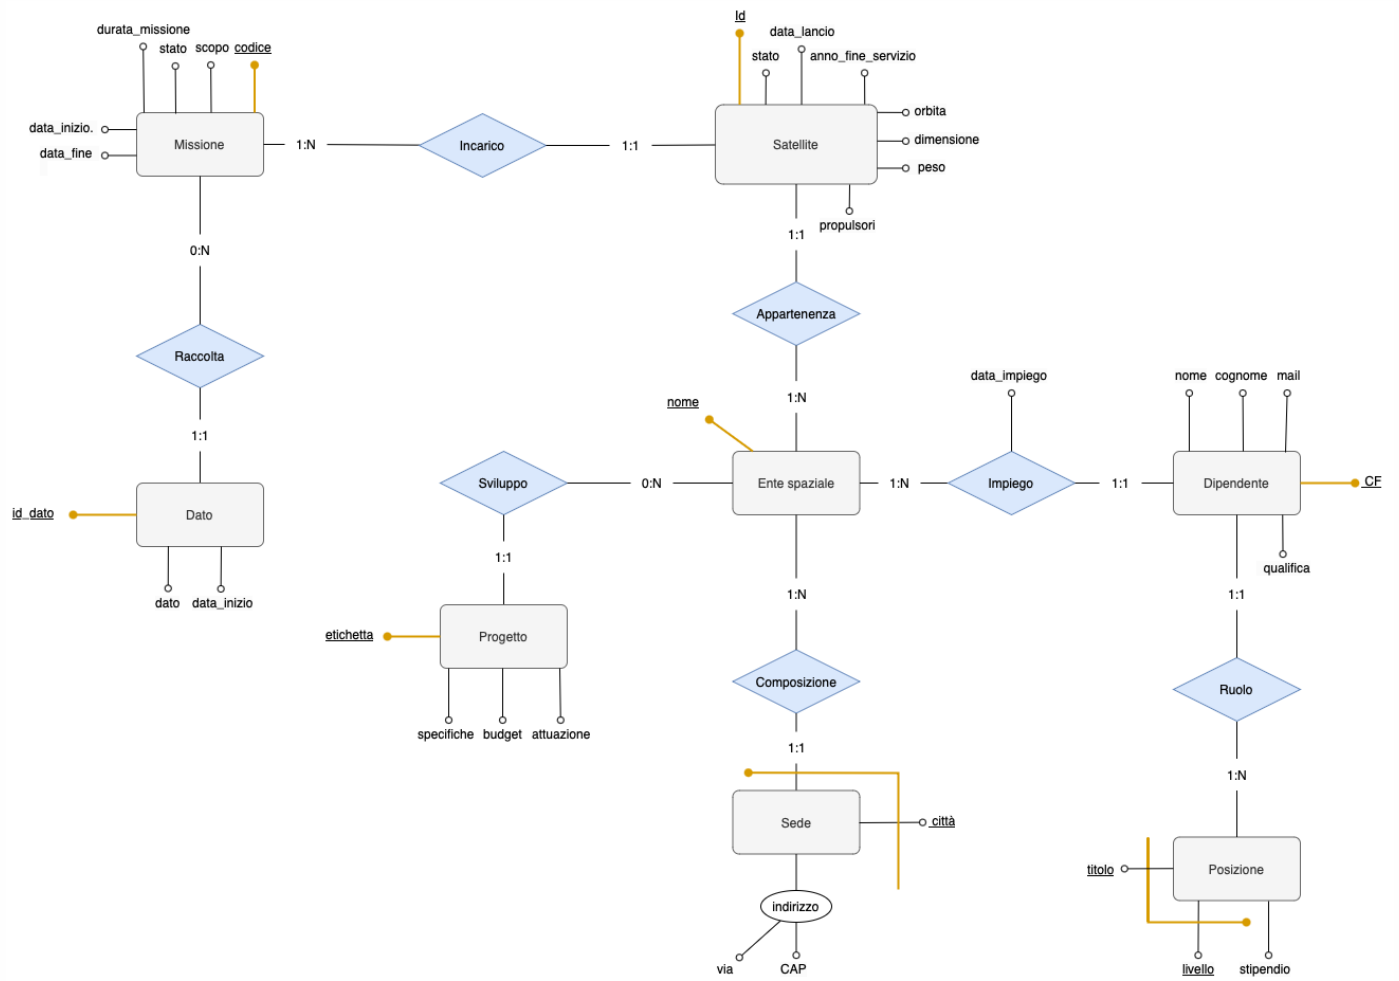 Id
durata_missione
data_lancio
stato
scopo
codice
stato
anno_fine_servizio
orbita
data_inizio.
dimensione
Missione
1:N
Incarico
1:1
Satellite
data_fine
peso
propulsori
1:1
0:N
Appartenenza
Raccolta
data_impiego
nome
cognome
mail
1:N
nome
1:1
Sviluppo
0:N
Ente spaziale
1:N
Impiego
1:1
Dipendente
CF
id_dato
Dato
1:1
qualifica
dato
data_inizio
1:N
1:1
etichetta
Progetto
Composizione
Ruolo
specifiche
budget
attuazione
1:1
1:N
Sede
città
titolo
Posizione
indirizzo
via
CAP
livello
stipendio